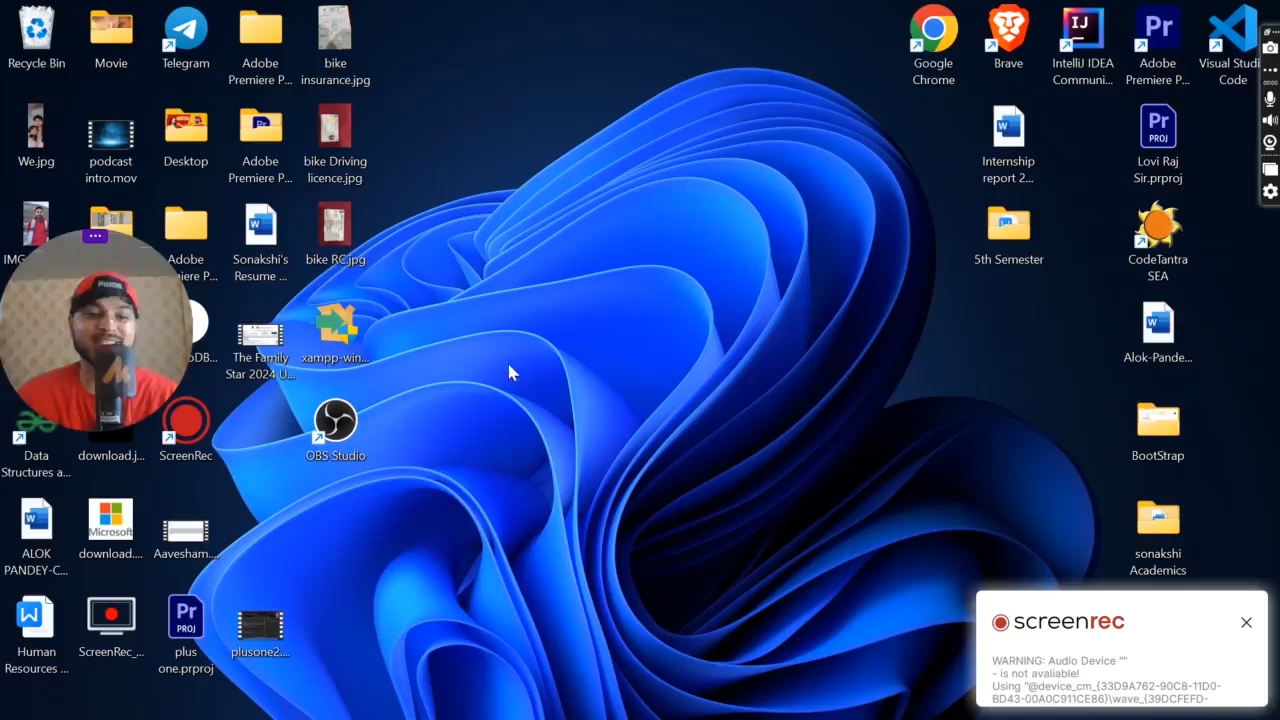 Recycle Bin
Movie
Telegram
Adobe
Premiere P...
bike
insurance.jpg
Google
Chrome
Brave
IntelliJ IDEA
Communi...
Adobe
Premiere P...
Visual Studi
Code
We.jpg
podcast
intro.mov
Desktop
Adobe
Premiere P...
bike Driving
licence.jpg
Internship
report 2...
Lovi Raj
Sir.prproj
IMG
Adobe
Sonakshi's
Resume ...
bike RC.jpg
5th Semester
CodeTantra
SEA
PUMA
The Family
Star 2024 U...
xampp-win...
Alok-Pande...
Data
Structures a...
download.j...
ScreenRec
OBS Studio
BootStrap
ALOK
PANDEY-C...
Microsoft
download....
Aavesham....
sonakshi
Academics
Human
Resources ...
ScreenRec_...
plus
one.prproj
plusone2....
screenrec
WARNING: Audio Device ""
- is not avaliable!
Using "@device_cm_{33D9A762-90C8-11D0-
BD43-00A0C911CE86}\wave_{39DCFEFD-